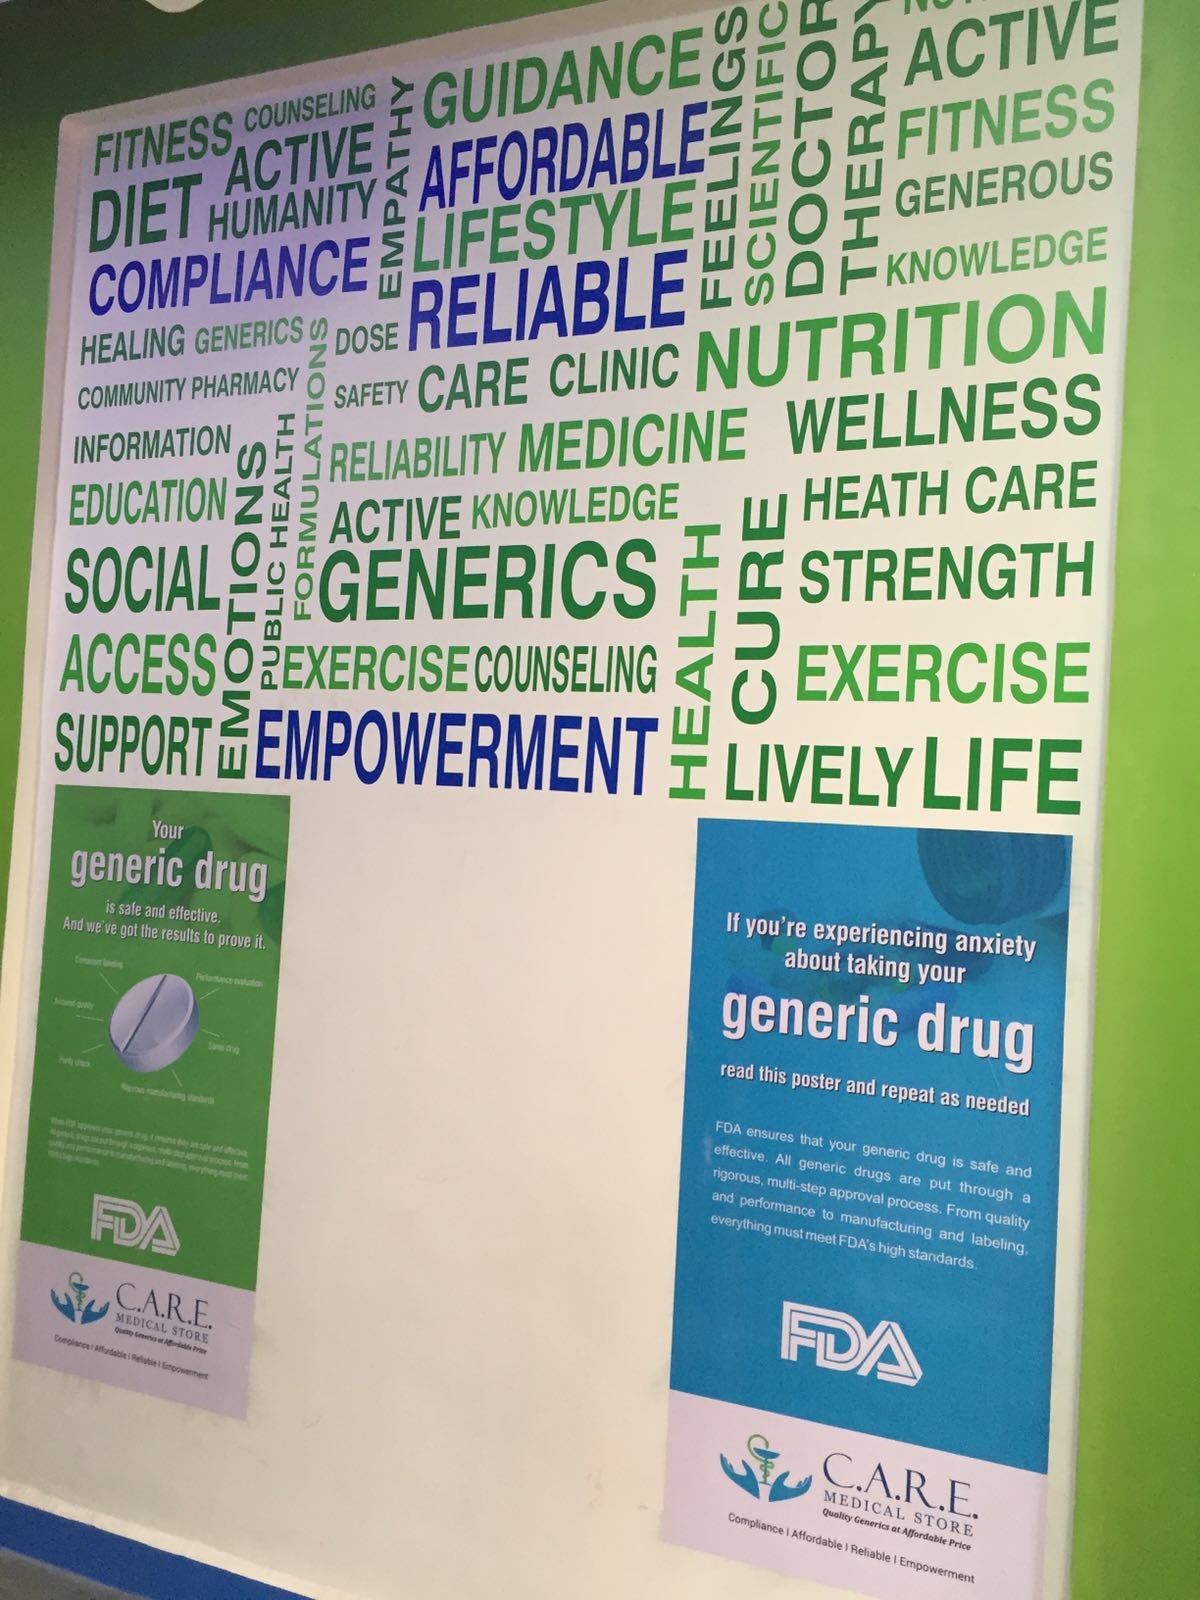 FITNESS COUNSELING
DIET ACTIVE
HUMANITY
COMPLIANCE
EMPATHY
GUIDANCE
AFFORDABLE
LIFESTYLE
RELIABLE
FEELINGS
SCIENTIFIC
DOCTOR
THERAPY
ACTIVE
FITNESS
GENEROUS
KNOWLEDGE
HEALING GENERICS
DOSE
COMMUNITY PHARMACY
SAFETY CARE CLINIC
NUTRITION
INFORMATION
FORMULATIONS
RELIABILITY MEDICINE
WELLNESS
EDUCATION
EMOTIONS
PUBLIC HEALTH
ACTIVE KNOWLEDGE
HEATH CARE
SOCIAL
GENERICS
HEALTH
CURE
STRENGTH
ACCESS
EXERCISE COUNSELING
EXERCISE
SUPPORT
EMPOWERMENT
LIVELY LIFE
Your
generic drug
is safe and effective.
And we've got the results to prove it.
Performance evaluation
Purity check
Same drug
Rigorous manufacturing standards
FDA
C.A.R.E.
MEDICAL STORE
Quality Generics at Affordable Price
Compliance I Affordable I Reliable I Empowerment
If you're experiencing anxiety
about taking your
generic drug
read this poster and repeat as needed
FDA ensures that your generic drug is safe and
effective. All generic drugs are put through a
rigorous, multi-step approval process. From quality
and performance to manufacturing and labeling,
everything must meet FDA's high standards.
FDA
C.A.R.E.
MEDICAL STORE
Quality Generics at Affordable Price
Compliance I Affordable I Reliable I Empowerment